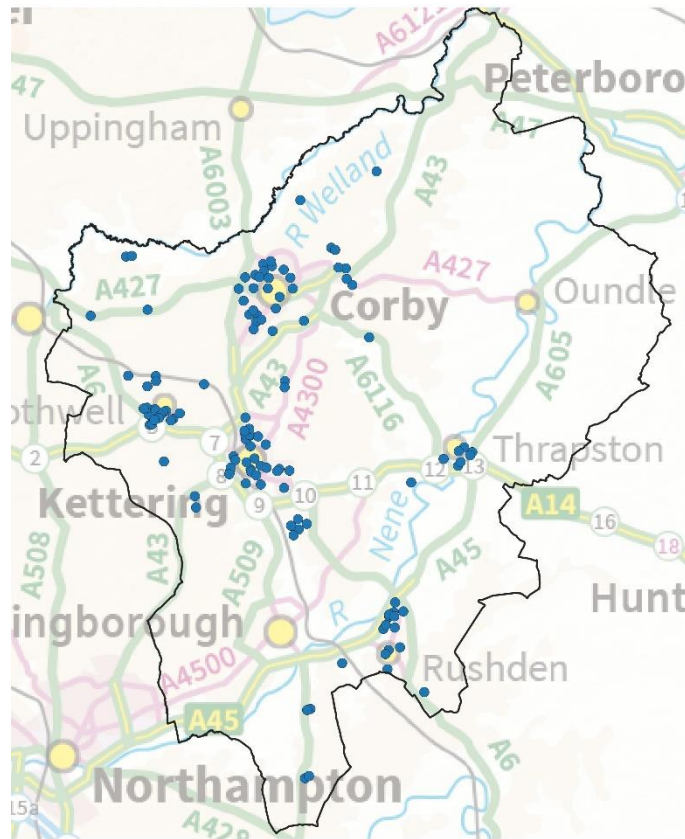 A6121
47
Peterboro
A47
Uppingham
A6003
R Welland
A43
A427
A427
Corby
Oundle
A6
A43
A4300
A6116
A605
othwell
3
7
Thrapston
2
8
12
13
Kettering
9
10
11
A14
16
18
A508
A43
A509
Nene
A45
Hunt
ingborough
R
A4500
Rushden
A45
A6
Northampton
15a
A428